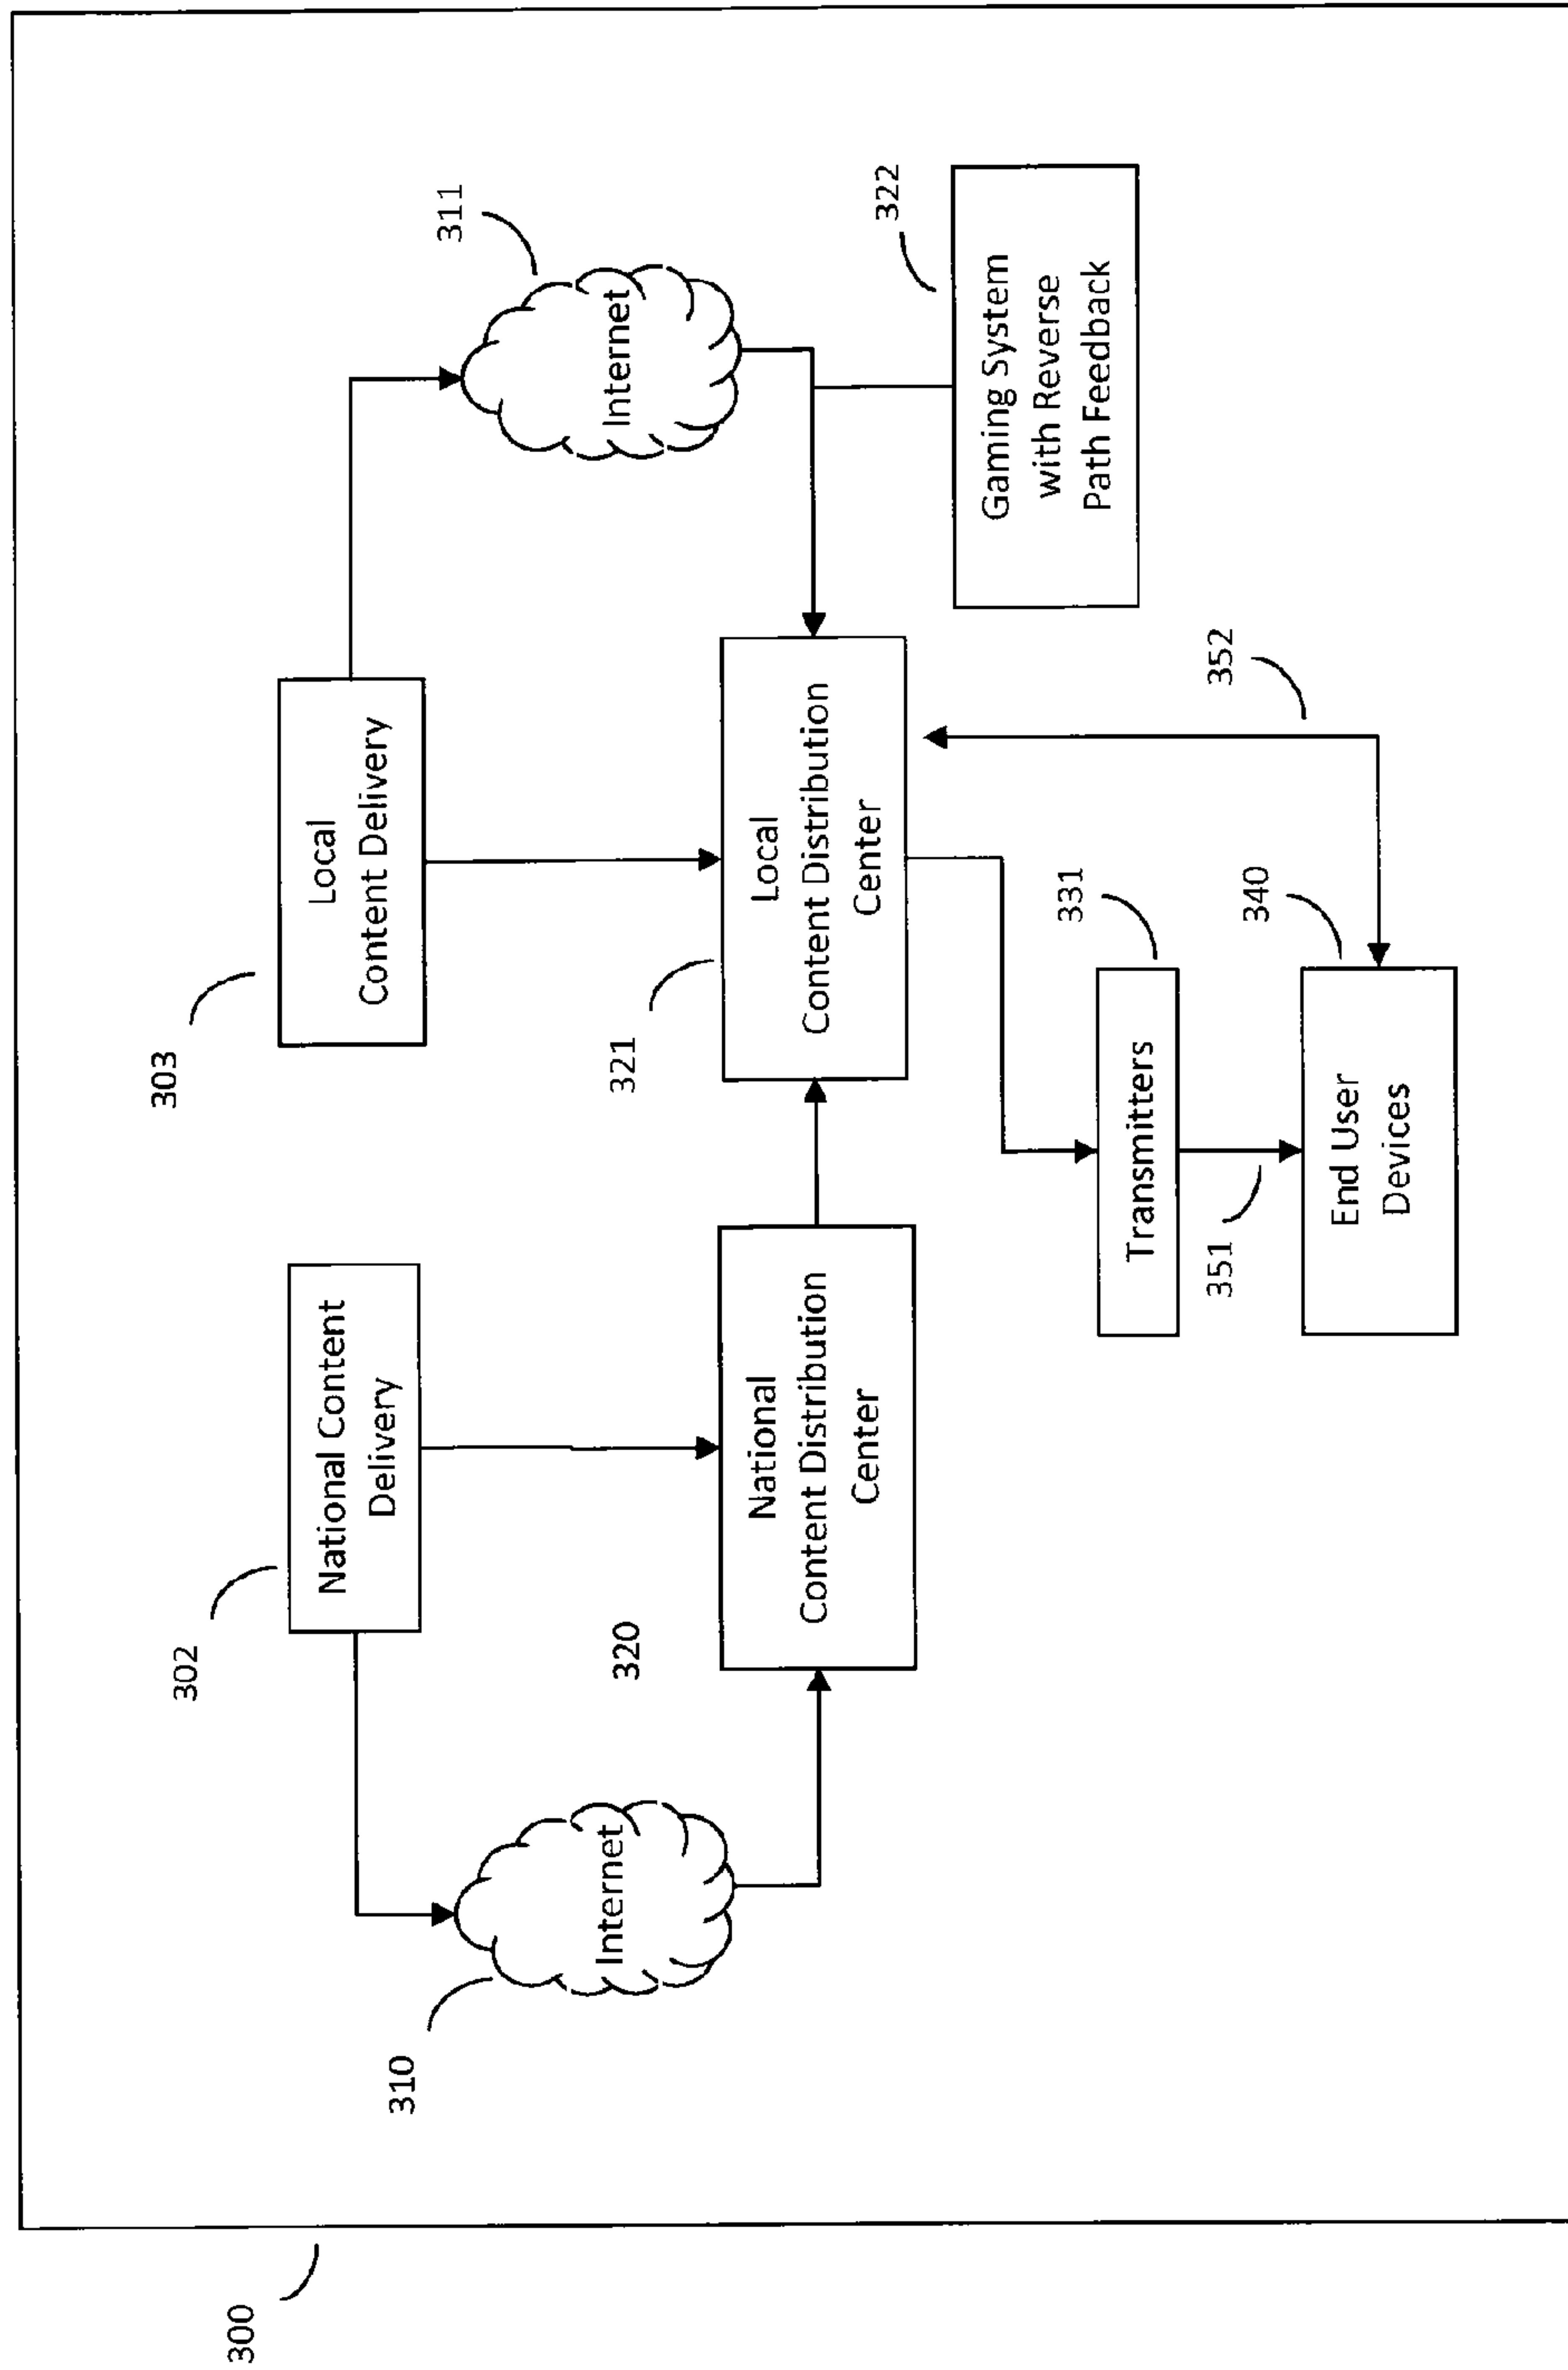 300
302
National Content
Delivery
303
Local
Content Delivery
310
Internet
311
Internet
320
National
Content Distribution
Center
321
Local
Content Distribution
Center
322
Gaming System
with Reverse
Path Feedback
331
Transmitters
351
352
340
End User
Devices